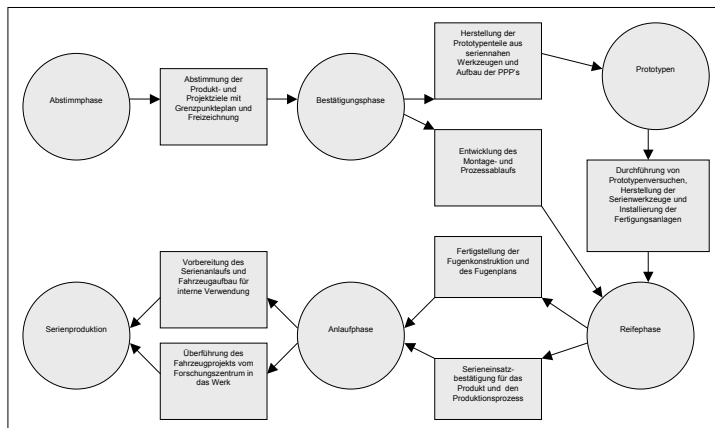 Abstimmphase
Abstimmung der
Produkt- und
Projektziele mit
Grenzpunkteplan und
Freizeichnung
Bestätigungsphase
Herstellung der
Prototypenteile aus
seriennahen
Werkzeugen und
Aufbau der PPP's
Prototypen
Entwicklung des
Montage- und
Prozessablaufs
Durchführung von
Prototypenversuchen,
Herstellung der
Serienwerkzeuge und
Installierung der
Fertigungsanlagen
Reifephase
Fertigstellung der
Fugenkonstruktion und
des Fugenplans
Serieneinsatz-
bestätigung für das
Produkt und den
Produktionsprozess
Anlaufphase
Vorbereitung des
Serienanlaufs und
Fahrzeugaufbau für
interne Verwendung
Überführung des
Fahrzeugprojekts vom
Forschungszentrum in
das Werk
Serienproduktion